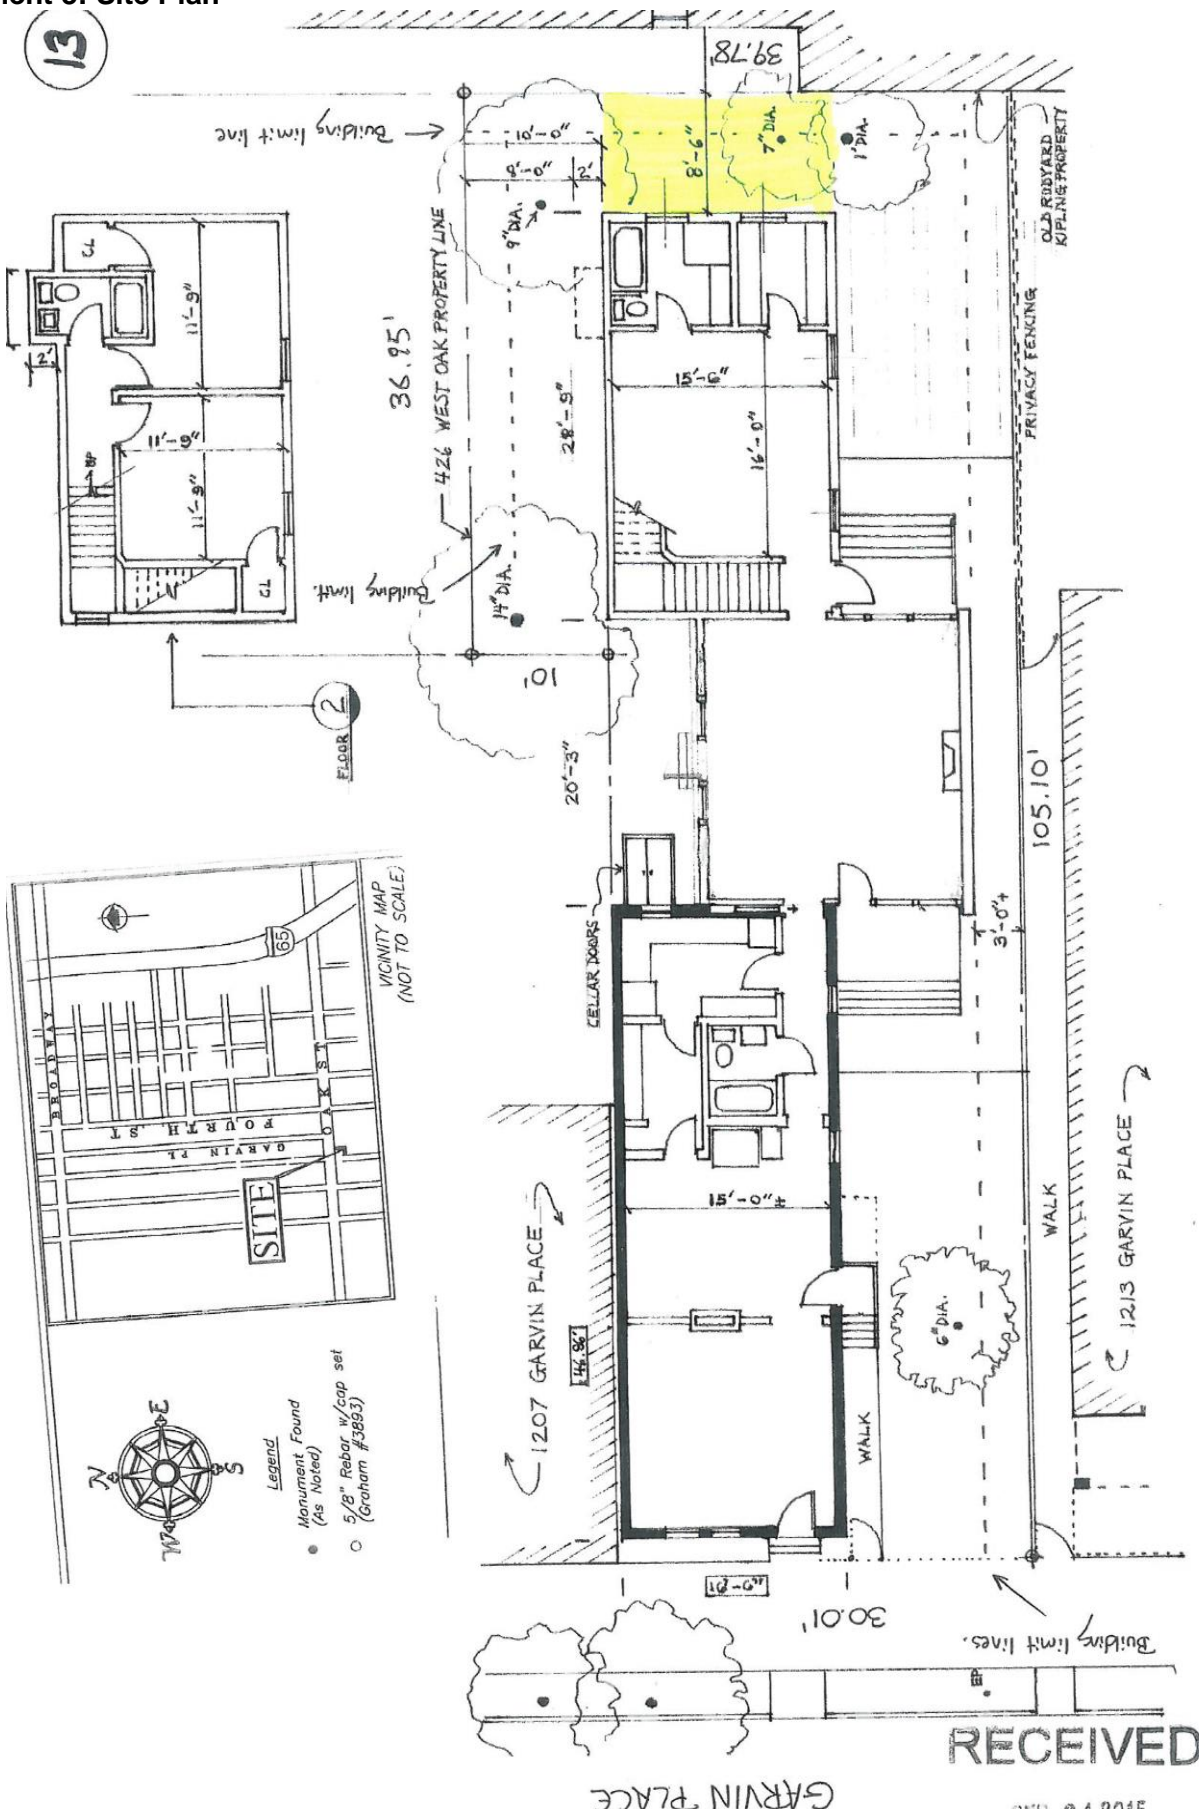 13
39.78'
Building limit line
10'-0"
8'-0"
2'
8'-6"
7" DIA.
1' DIA.
9" DIA.
OLD RUDYARD
KIPLING PROPERTY
CL
11'-9"
2'
36.95'
426 WEST OAK PROPERTY LINE
28'-9"
15'-6"
16'-0"
PRIVACY FENCING
11'-9"
UP
11'-9"
CL
Building limit.
14" DIA.
10'
2
FLOOR
20'-3"
105.10'
CELLAR DOORS
3'-0"±
VICINITY MAP
(NOT TO SCALE)
65
BROADWAY
FOURTH ST
GARVIN PL
OAK ST
SITE
15'-0"±
WALK
1207 GARVIN PLACE
46.86'
1213 GARVIN PLACE
6" DIA.
WALK
N
E
S
W
Legend
Monument Found
(As Noted)
5/8" Rebar w/cap set
(Graham #3893)
30.01'
Building limit lines.
EP
RECEIVED
GARVIN PLACE